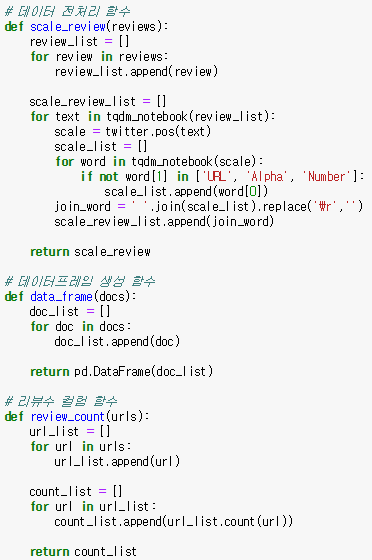 # 데이터 전처리 함수
def scale_review(reviews):
    review_list = []
    for review in reviews:
        review_list.append(review)

    scale_review_list = []
    for text in tqdm_notebook(review_list):
        scale = twitter.pos(text)
        scale_list = []
        for word in tqdm_notebook(scale):
            if not word[1] in ['URL', 'Alpha', 'Number']:
                scale_list.append(word[0])
        join_word = ' '.join(scale_list).replace('₩r','')
        scale_review_list.append(join_word)

    return scale_review

# 데이터프레임 생성 함수
def data_frame(docs):
    doc_list = []
    for doc in docs:
        doc_list.append(doc)

    return pd.DataFrame(doc_list)

# 리뷰수 컬럼 함수
def review_count(urls):
    url_list = []
    for url in urls:
        url_list.append(url)

    count_list = []
    for url in url_list:
        count_list.append(url_list.count(url))

    return count_list